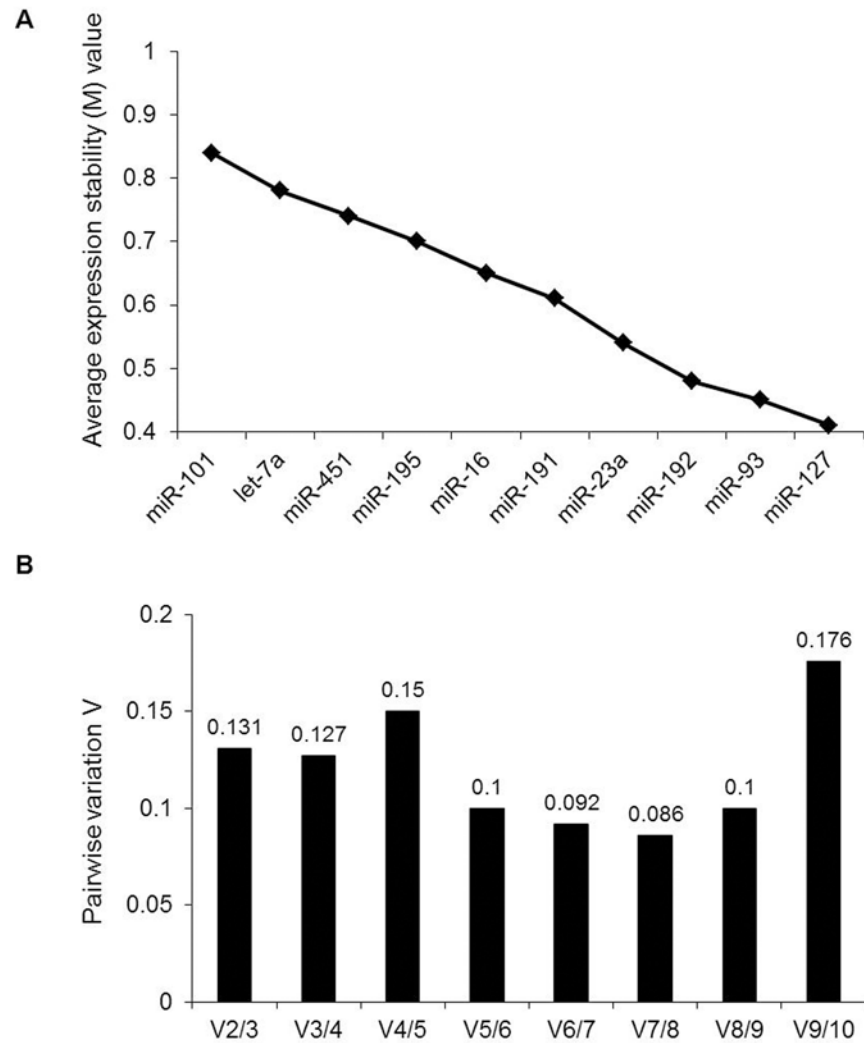 A
Average expression stability (M) value
1
0.9
0.8
0.7
0.6
0.5
0.4
miR-101
let-7a
miR-451
miR-195
miR-16
miR-191
miR-23a
miR-192
miR-93
miR-127
B
Pairwise variation V
0.2
0.15
0.1
0.05
0
0.131
0.127
0.15
0.1
0.092
0.086
0.1
0.176
V2/3 V3/4 V4/5 V5/6 V6/7 V7/8 V8/9 V9/10